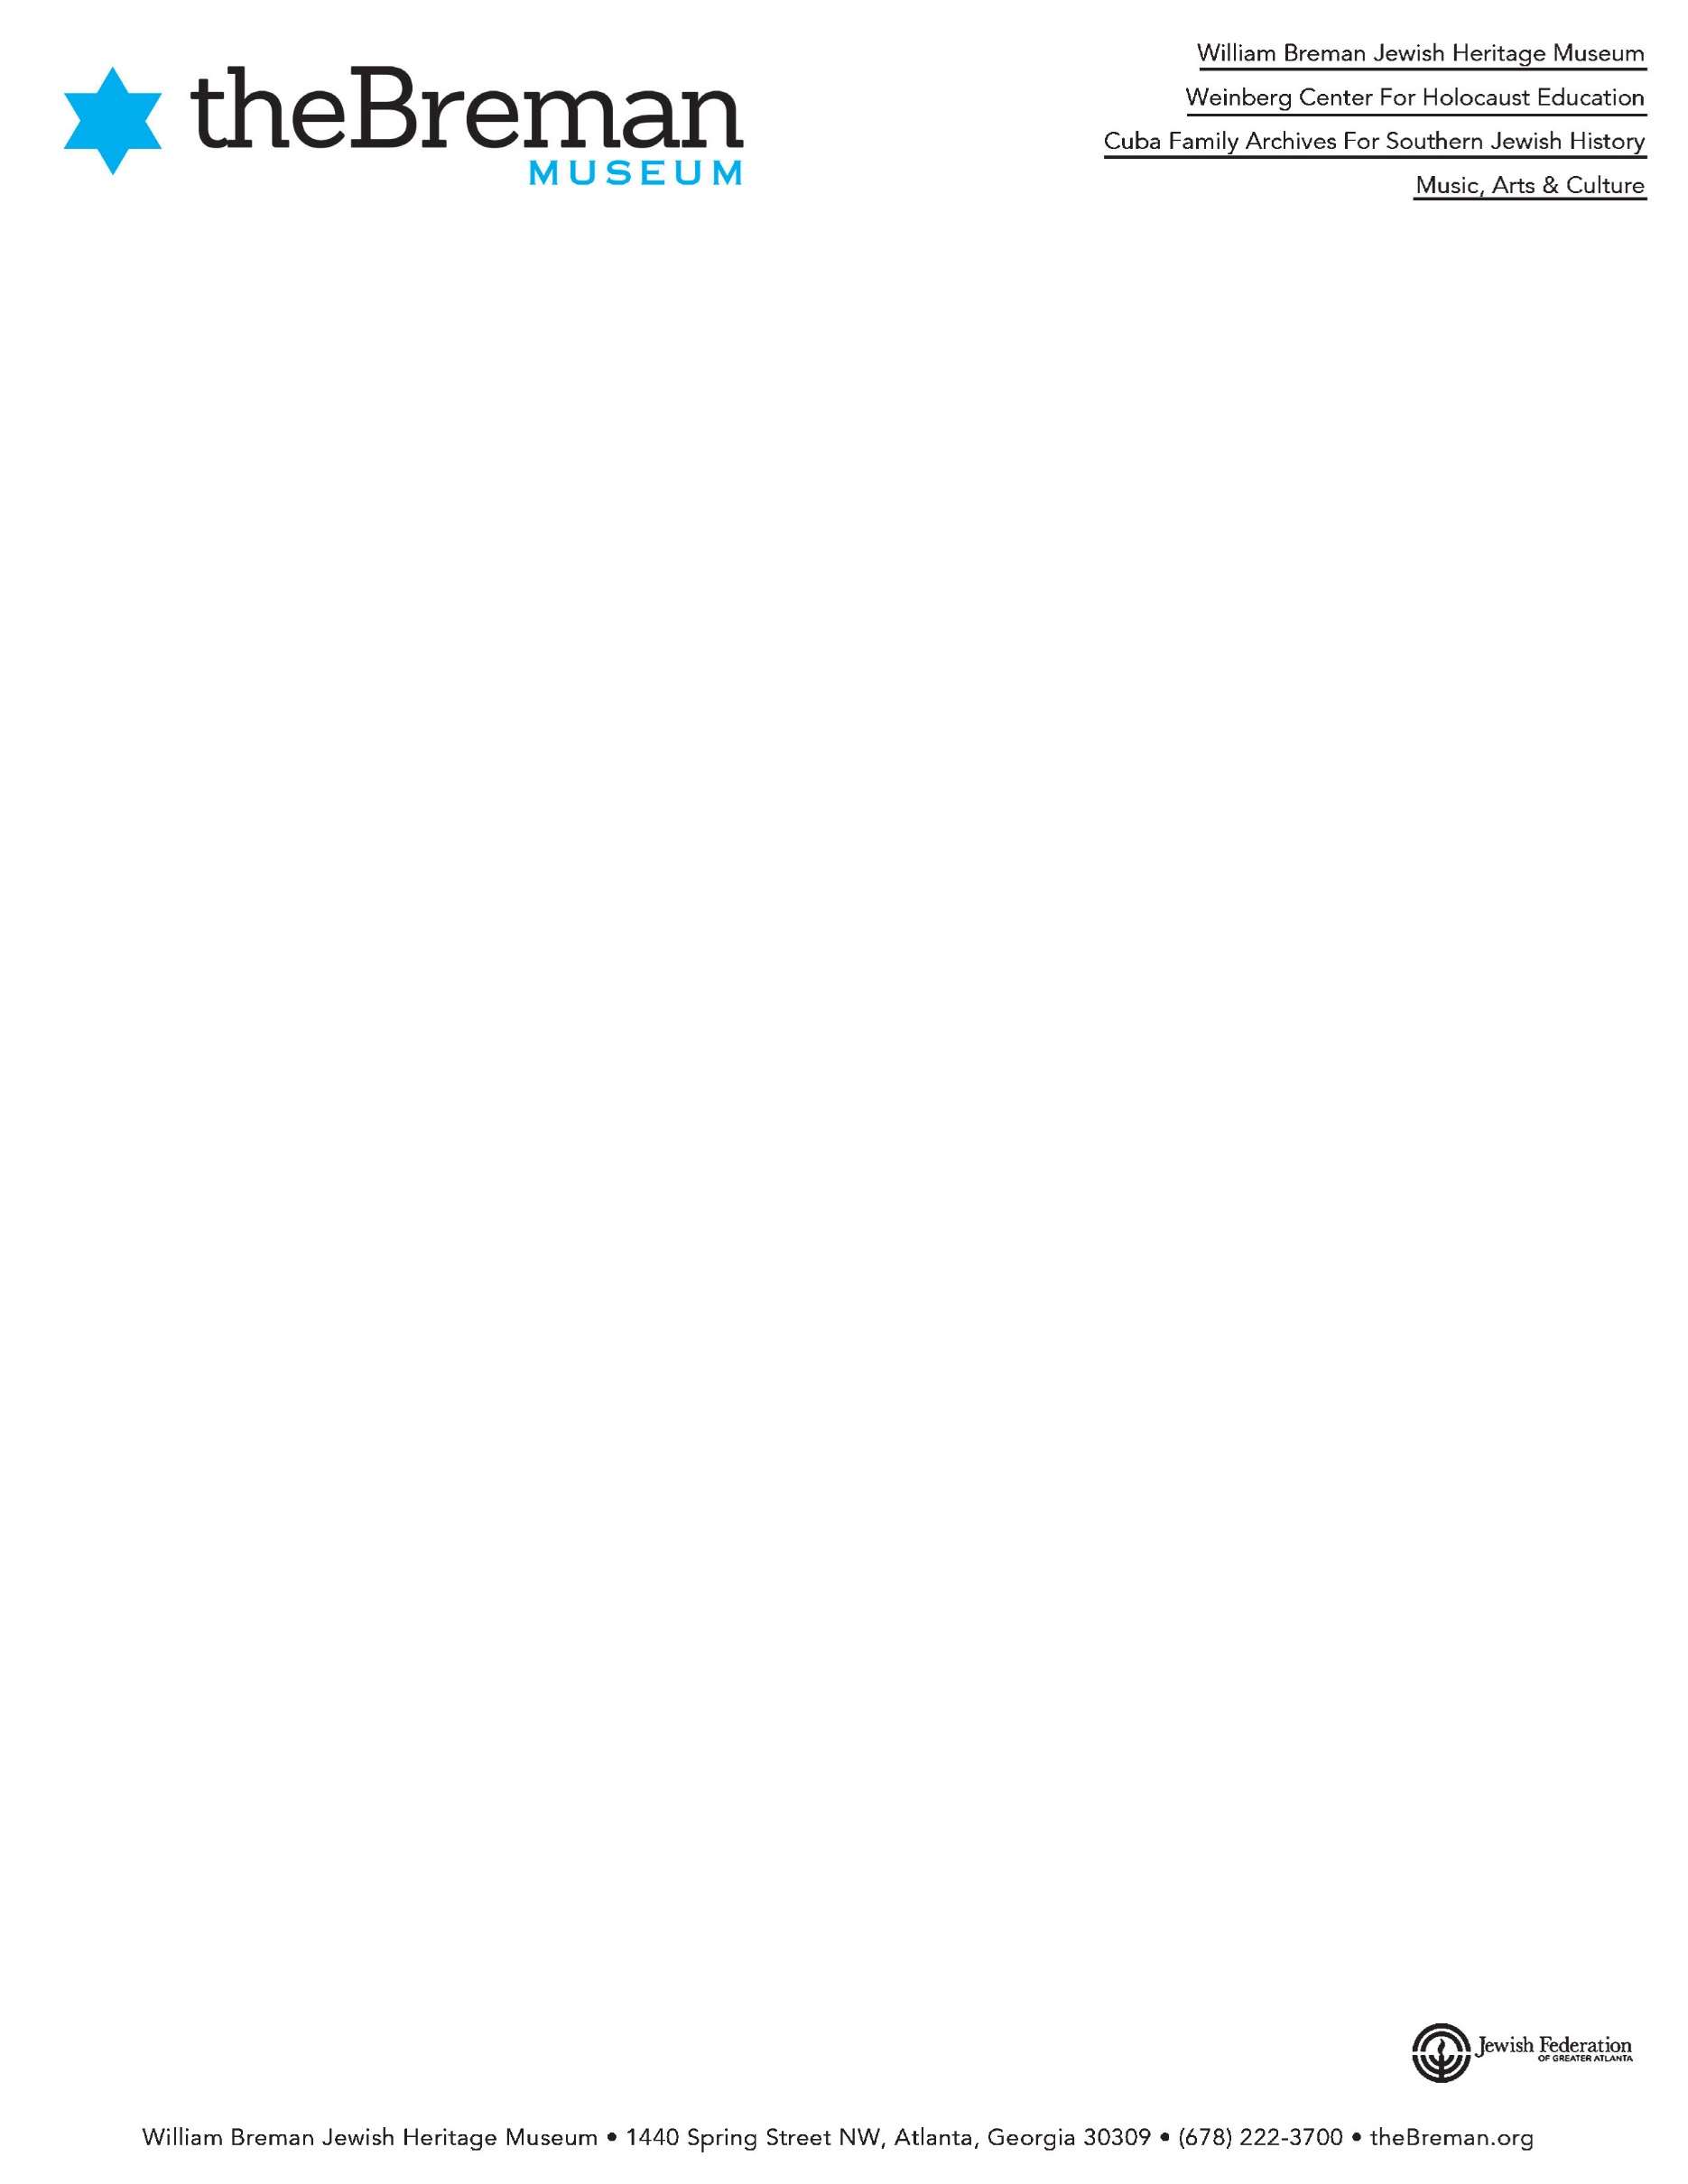 theBreman
MUSEUM
William Breman Jewish Heritage Museum
Weinberg Center For Holocaust Education
Cuba Family Archives For Southern Jewish History
Music, Arts & Culture
Jewish Federation
OF GREATER ATLANTA
William Breman Jewish Heritage Museum • 1440 Spring Street NW, Atlanta, Georgia 30309 • (678) 222-3700 • theBreman.org